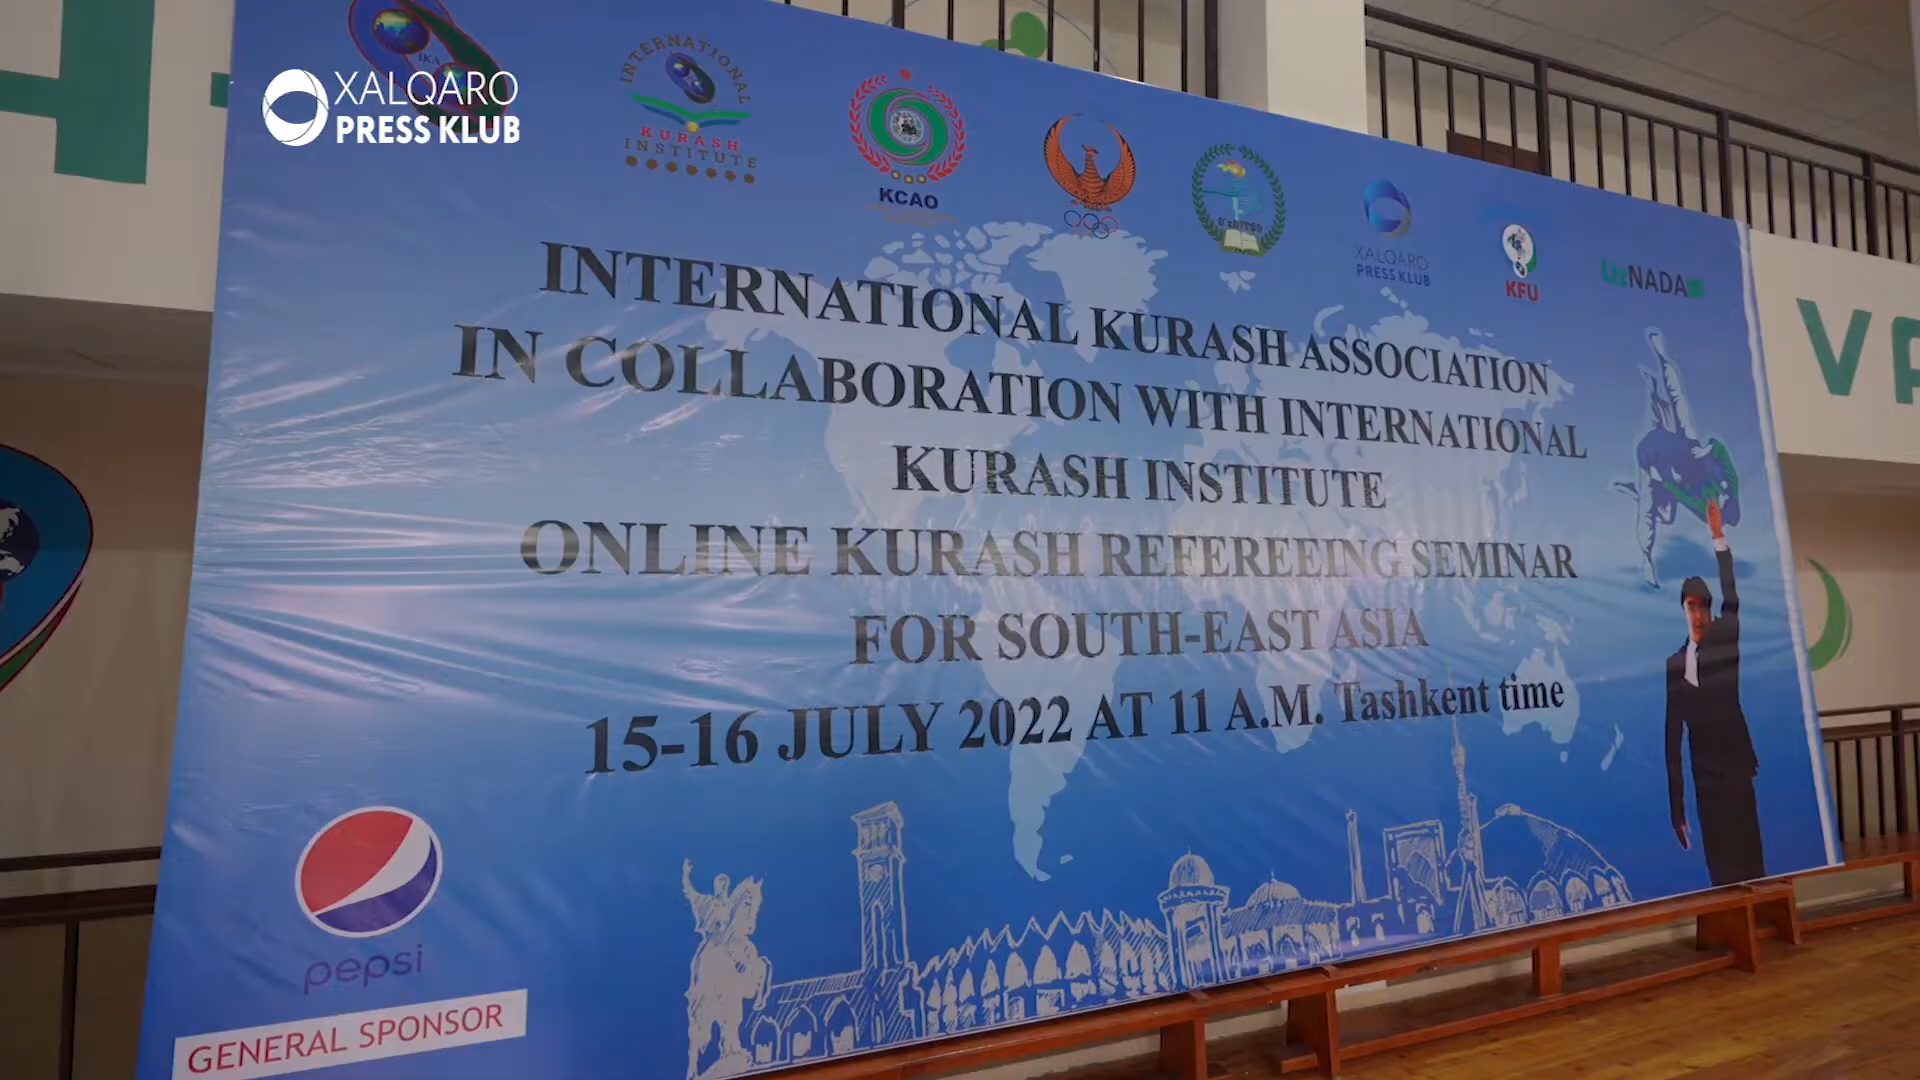 XALQARO
PRESS KLUB
IKA
INTERNATIONAL
KURASH
INSTITUTE
KCAO
XALQARO
PRESS KLUB
KFU
UzNADA
INTERNATIONAL KURASH ASSOCIATION
IN COLLABORATION WITH INTERNATIONAL
KURASH INSTITUTE
ONLINE KURASH REFEREEING SEMINAR
FOR SOUTH-EAST ASIA
15-16 JULY 2022 AT 11 A.M. Tashkent time
pepsi
GENERAL SPONSOR